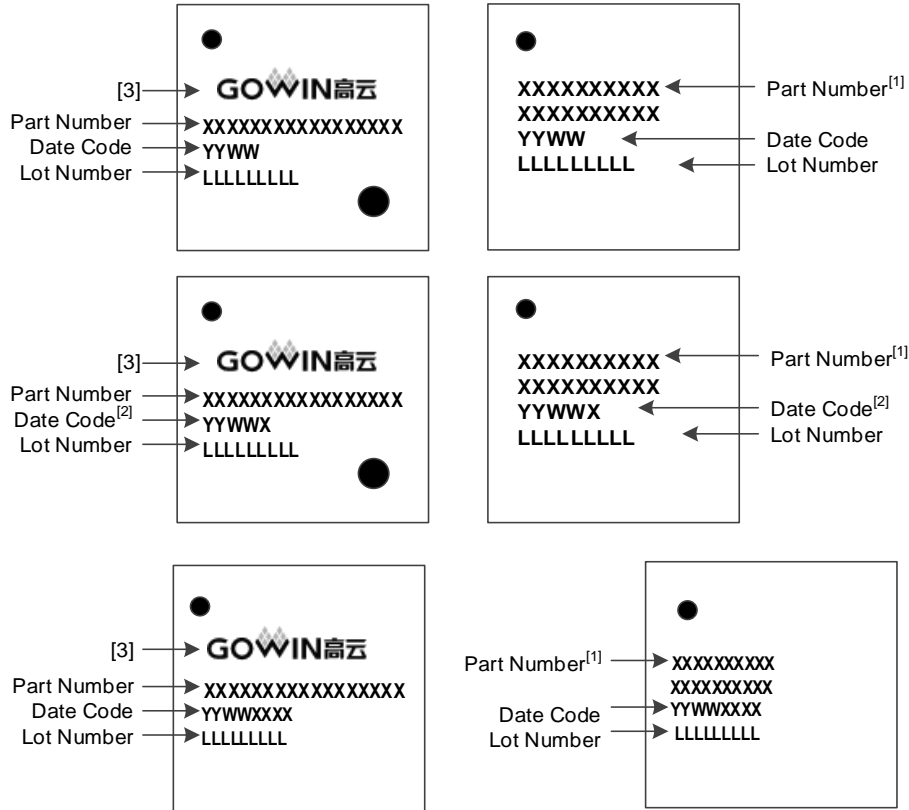 [3]
GOWIN高云
Part Number
XXXXXXXXXXXXXXXXX
Date Code
YYWW
Lot Number
LLLLLLLLL
XXXXXXXXXX
Part Number[1]
XXXXXXXXXX
YYWW
Date Code
LLLLLLLLL
Lot Number
[3]
GOWIN高云
Part Number
XXXXXXXXXXXXXXXXX
Date Code[2]
YYWWX
Lot Number
LLLLLLLLL
XXXXXXXXXX
Part Number[1]
XXXXXXXXXX
YYWWX
Date Code[2]
LLLLLLLLL
Lot Number
[3]
GOWIN高云
Part Number
XXXXXXXXXXXXXXXXX
Date Code
YYWWXXXX
Lot Number
LLLLLLLLL
Part Number[1]
XXXXXXXXXX
XXXXXXXXXX
Date Code
YYWWXXXX
Lot Number
LLLLLLLLL